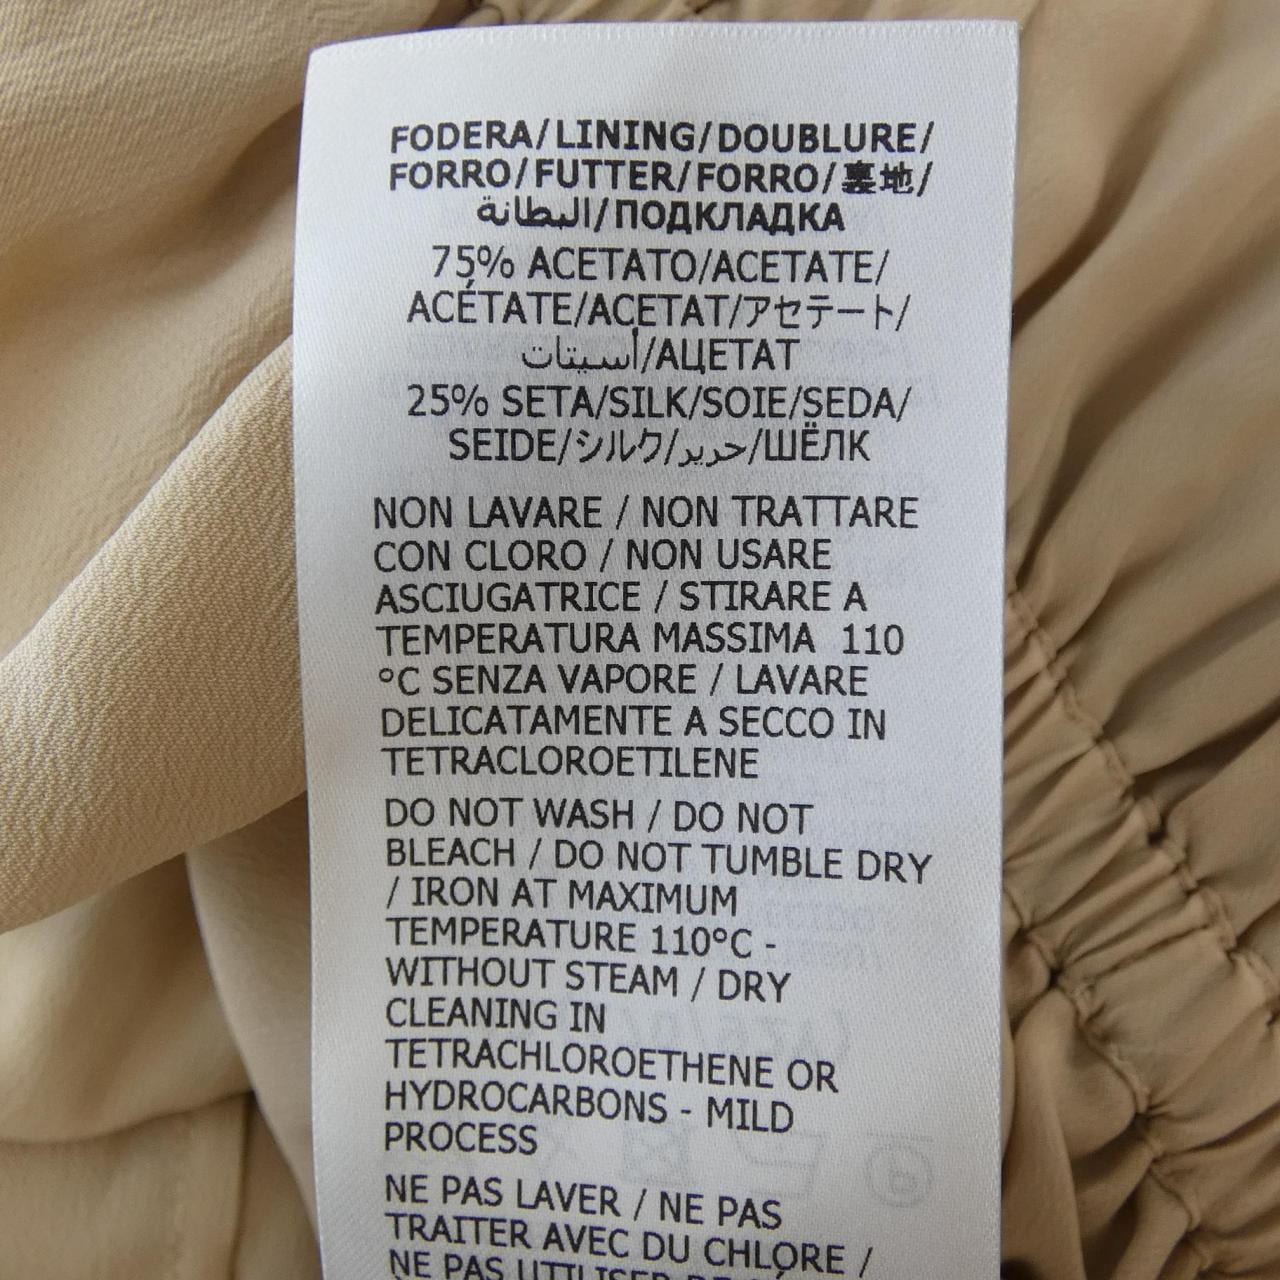 FODERA/LINING/DOUBLURE/
FORRO/FUTTER/FORRO/裏地/
البطانة/ПОДКЛАДКА
75% ACETATO/ACETATE/
ACÉTATE/ACETAT/アセテート/
أسيتات/АЦЕТАТ
25% SETA/SILK/SOIE/SEDA/
SEIDE/シルク/حرير/ШЁЛК
NON LAVARE / NON TRATTARE
CON CLORO / NON USARE
ASCIUGATRICE / STIRARE A
TEMPERATURA MASSIMA 110
°C SENZA VAPORE / LAVARE
DELICATAMENTE A SECCO IN
TETRACLOROETILENE
DO NOT WASH / DO NOT
BLEACH / DO NOT TUMBLE DRY
/ IRON AT MAXIMUM
TEMPERATURE 110°C -
WITHOUT STEAM / DRY
CLEANING IN
TETRACHLOROETHENE OR
HYDROCARBONS - MILD
PROCESS
NE PAS LAVER / NE PAS
TRAITER AVEC DU CHLORE /
NE PAS UTILISER DE